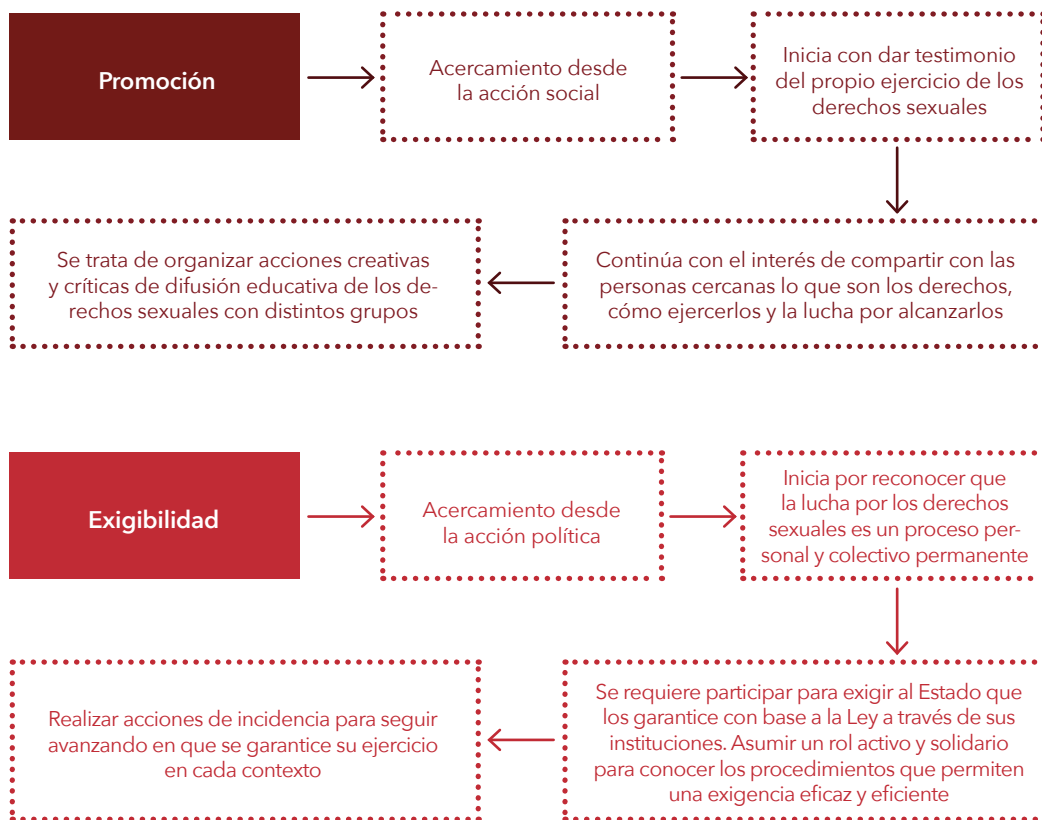 Promoción
Acercamiento desde
la acción social
Inicia con dar testimonio
del propio ejercicio de los
derechos sexuales
Continúa con el interés de compartir con las
personas cercanas lo que son los derechos,
cómo ejercerlos y la lucha por alcanzarlos
Se trata de organizar acciones creativas
y críticas de difusión educativa de los de-
rechos sexuales con distintos grupos
Exigibilidad
Acercamiento desde
la acción política
Inicia por reconocer que
la lucha por los derechos
sexuales es un proceso per-
sonal y colectivo permanente
Se requiere participar para exigir al Estado que
los garantice con base a la Ley a través de sus
instituciones. Asumir un rol activo y solidario
para conocer los procedimientos que permiten
una exigencia eficaz y eficiente
Realizar acciones de incidencia para seguir
avanzando en que se garantice su ejercicio
en cada contexto